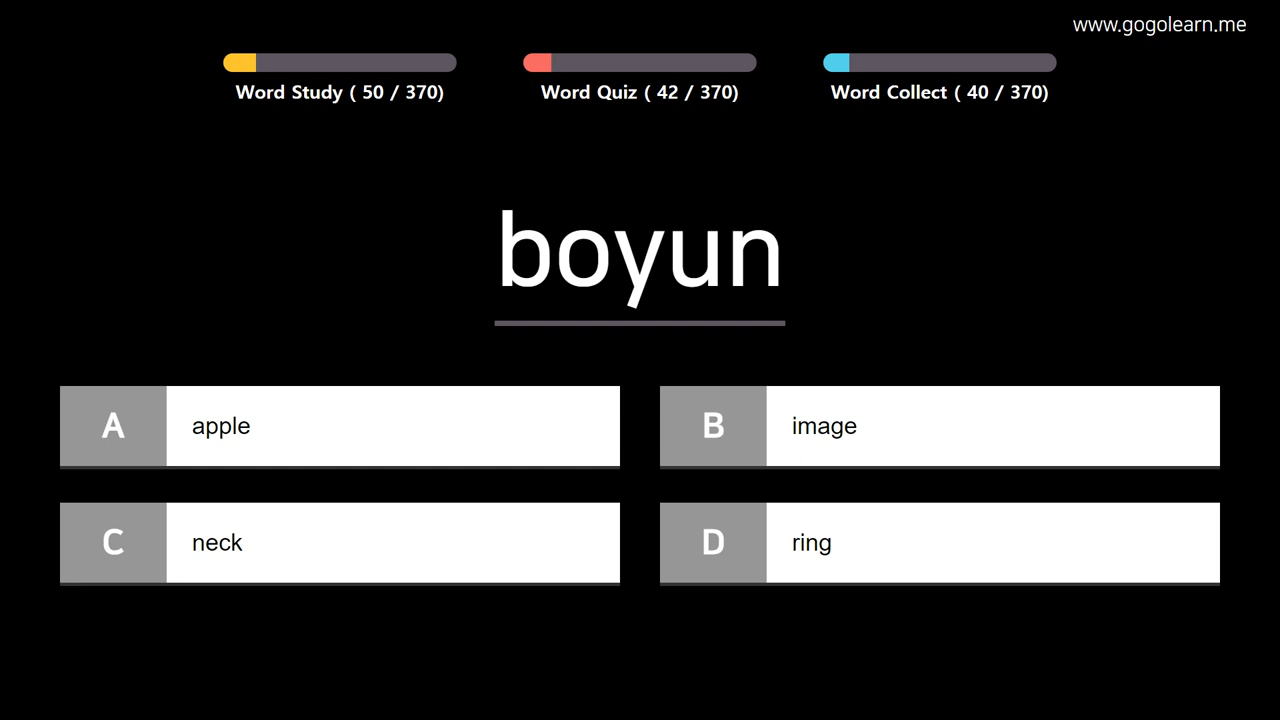 www.gogolearn.me
Word Study ( 50 / 370)
Word Quiz ( 42 / 370)
Word Collect ( 40 / 370)
boyun
A apple
B image
C neck
D ring